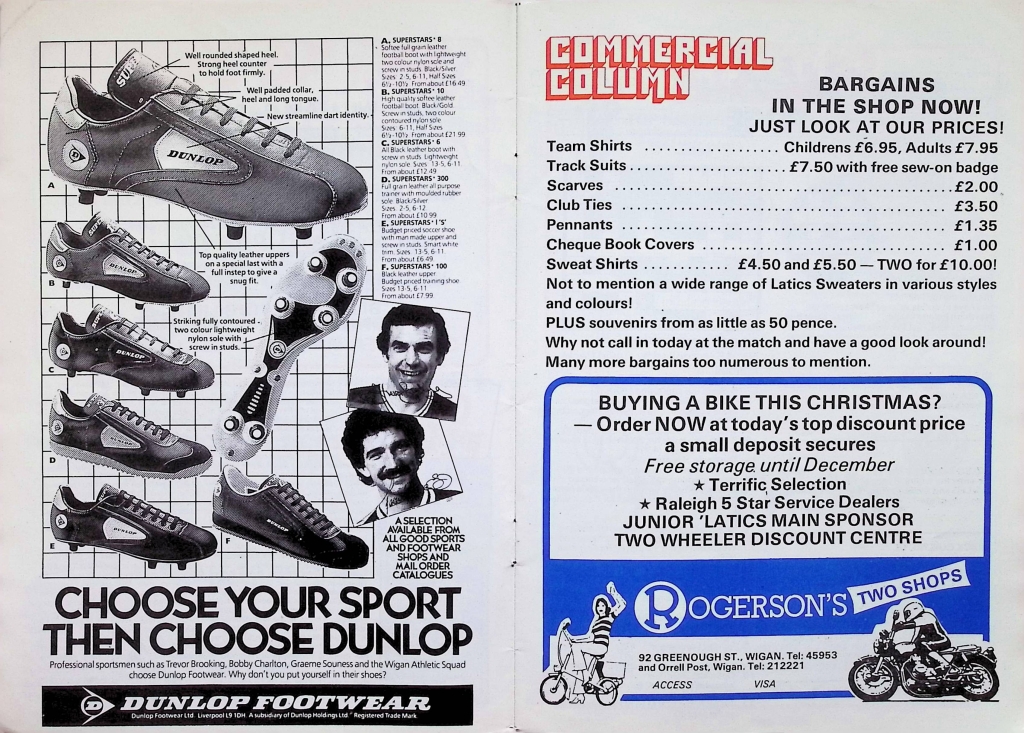 Well rounded shaped heel.
Strong heel counter
to hold foot firmly.
Well padded collar,
heel and long tongue.
New streamline dart identity.
DUNLOP
A
Top quality leather uppers
on a special last with a
full instep to give a
snug fit.
DUNLOP
B
Striking fully contoured
two colour lightweight
nylon sole with
screw in studs.
DUNLOP
C
D
DUNLOP
E
DUNLOP
F
A. SUPERSTARS* 8
Softee full grain leather
football boot with lightweight
two colour nylon sole and
screw in studs. Black/Silver
Sizes 2-5, 6-11, Half Sizes
6½-10½. From about £16.49
B. SUPERSTARS* 10
High quality softee leather
football boot. Black/Gold.
Screw in studs, two colour
contoured nylon sole
Sizes 6-11, Half Sizes
6½-10½. From about £21.99
C. SUPERSTARS* 6
All Black leather boot with
screw in studs. Lightweight
nylon sole. Sizes 13-5, 6-11.
From about £12.49
D. SUPERSTARS* 300
Full grain leather all purpose
trainer with moulded rubber
sole. Black/Silver
Sizes 2-5, 6-12.
From about £10.99
E. SUPERSTARS* I 'S'
Budget priced soccer shoe
with man made upper and
screw in studs. Smart white
trim. Sizes 13-5, 6-11.
From about £6.49
F. SUPERSTARS* 100
Black leather upper
Budget priced training shoe
Sizes 13-5, 6-11
From about £7.99
A SELECTION
AVAILABLE FROM
ALL GOOD SPORTS
AND FOOTWEAR
SHOPS AND
MAIL ORDER
CATALOGUES
CHOOSE YOUR SPORT
THEN CHOOSE DUNLOP
Professional sportsmen such as Trevor Brooking, Bobby Charlton, Graeme Souness and the Wigan Athletic Squad
choose Dunlop Footwear. Why don't you put yourself in their shoes?
DUNLOP FOOTWEAR
Dunlop Footwear Ltd. Liverpool L9 1DH. A subsidiary of Dunlop Holdings Ltd. * Registered Trade Mark
COMMERCIAL
COLUMN
BARGAINS
IN THE SHOP NOW!
JUST LOOK AT OUR PRICES!
Team Shirts .................... Childrens £6.95, Adults £7.95
Track Suits ........................... £7.50 with free sew-on badge
Scarves .................................................. £2.00
Club Ties ................................................. £3.50
Pennants ................................................. £1.35
Cheque Book Covers .................................... £1.00
Sweat Shirts ............ £4.50 and £5.50 — TWO for £10.00!
Not to mention a wide range of Latics Sweaters in various styles
and colours!
PLUS souvenirs from as little as 50 pence.
Why not call in today at the match and have a good look around!
Many more bargains too numerous to mention.
BUYING A BIKE THIS CHRISTMAS?
— Order NOW at today's top discount price
a small deposit secures
Free storage until December
★ Terrific Selection
★ Raleigh 5 Star Service Dealers
JUNIOR 'LATICS MAIN SPONSOR
TWO WHEELER DISCOUNT CENTRE
ROGERSON'S TWO SHOPS
92 GREENOUGH ST., WIGAN. Tel: 45953
and Orrell Post, Wigan. Tel: 212221
ACCESS VISA